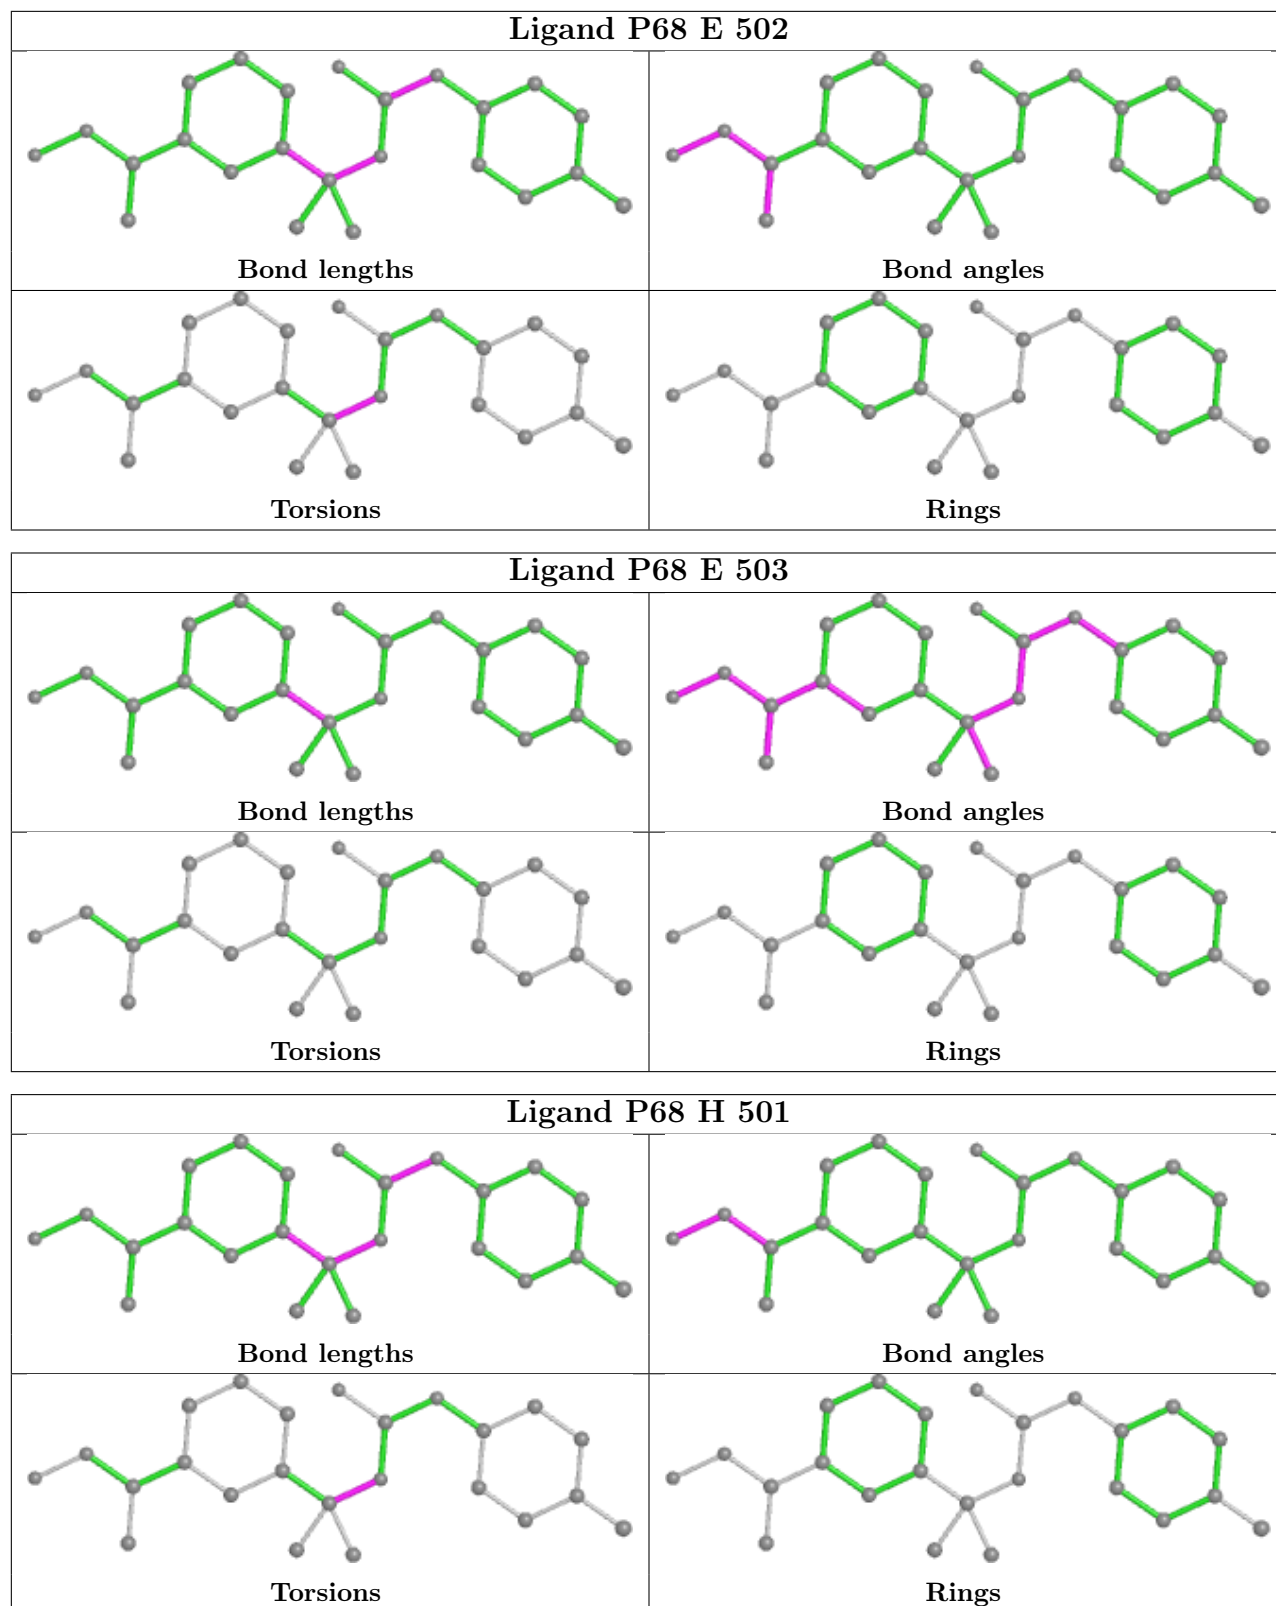 Ligand P68 E 502
Bond lengths
Bond angles
Torsions
Rings
Ligand P68 E 503
Bond lengths
Bond angles
Torsions
Rings
Ligand P68 H 501
Bond lengths
Bond angles
Torsions
Rings